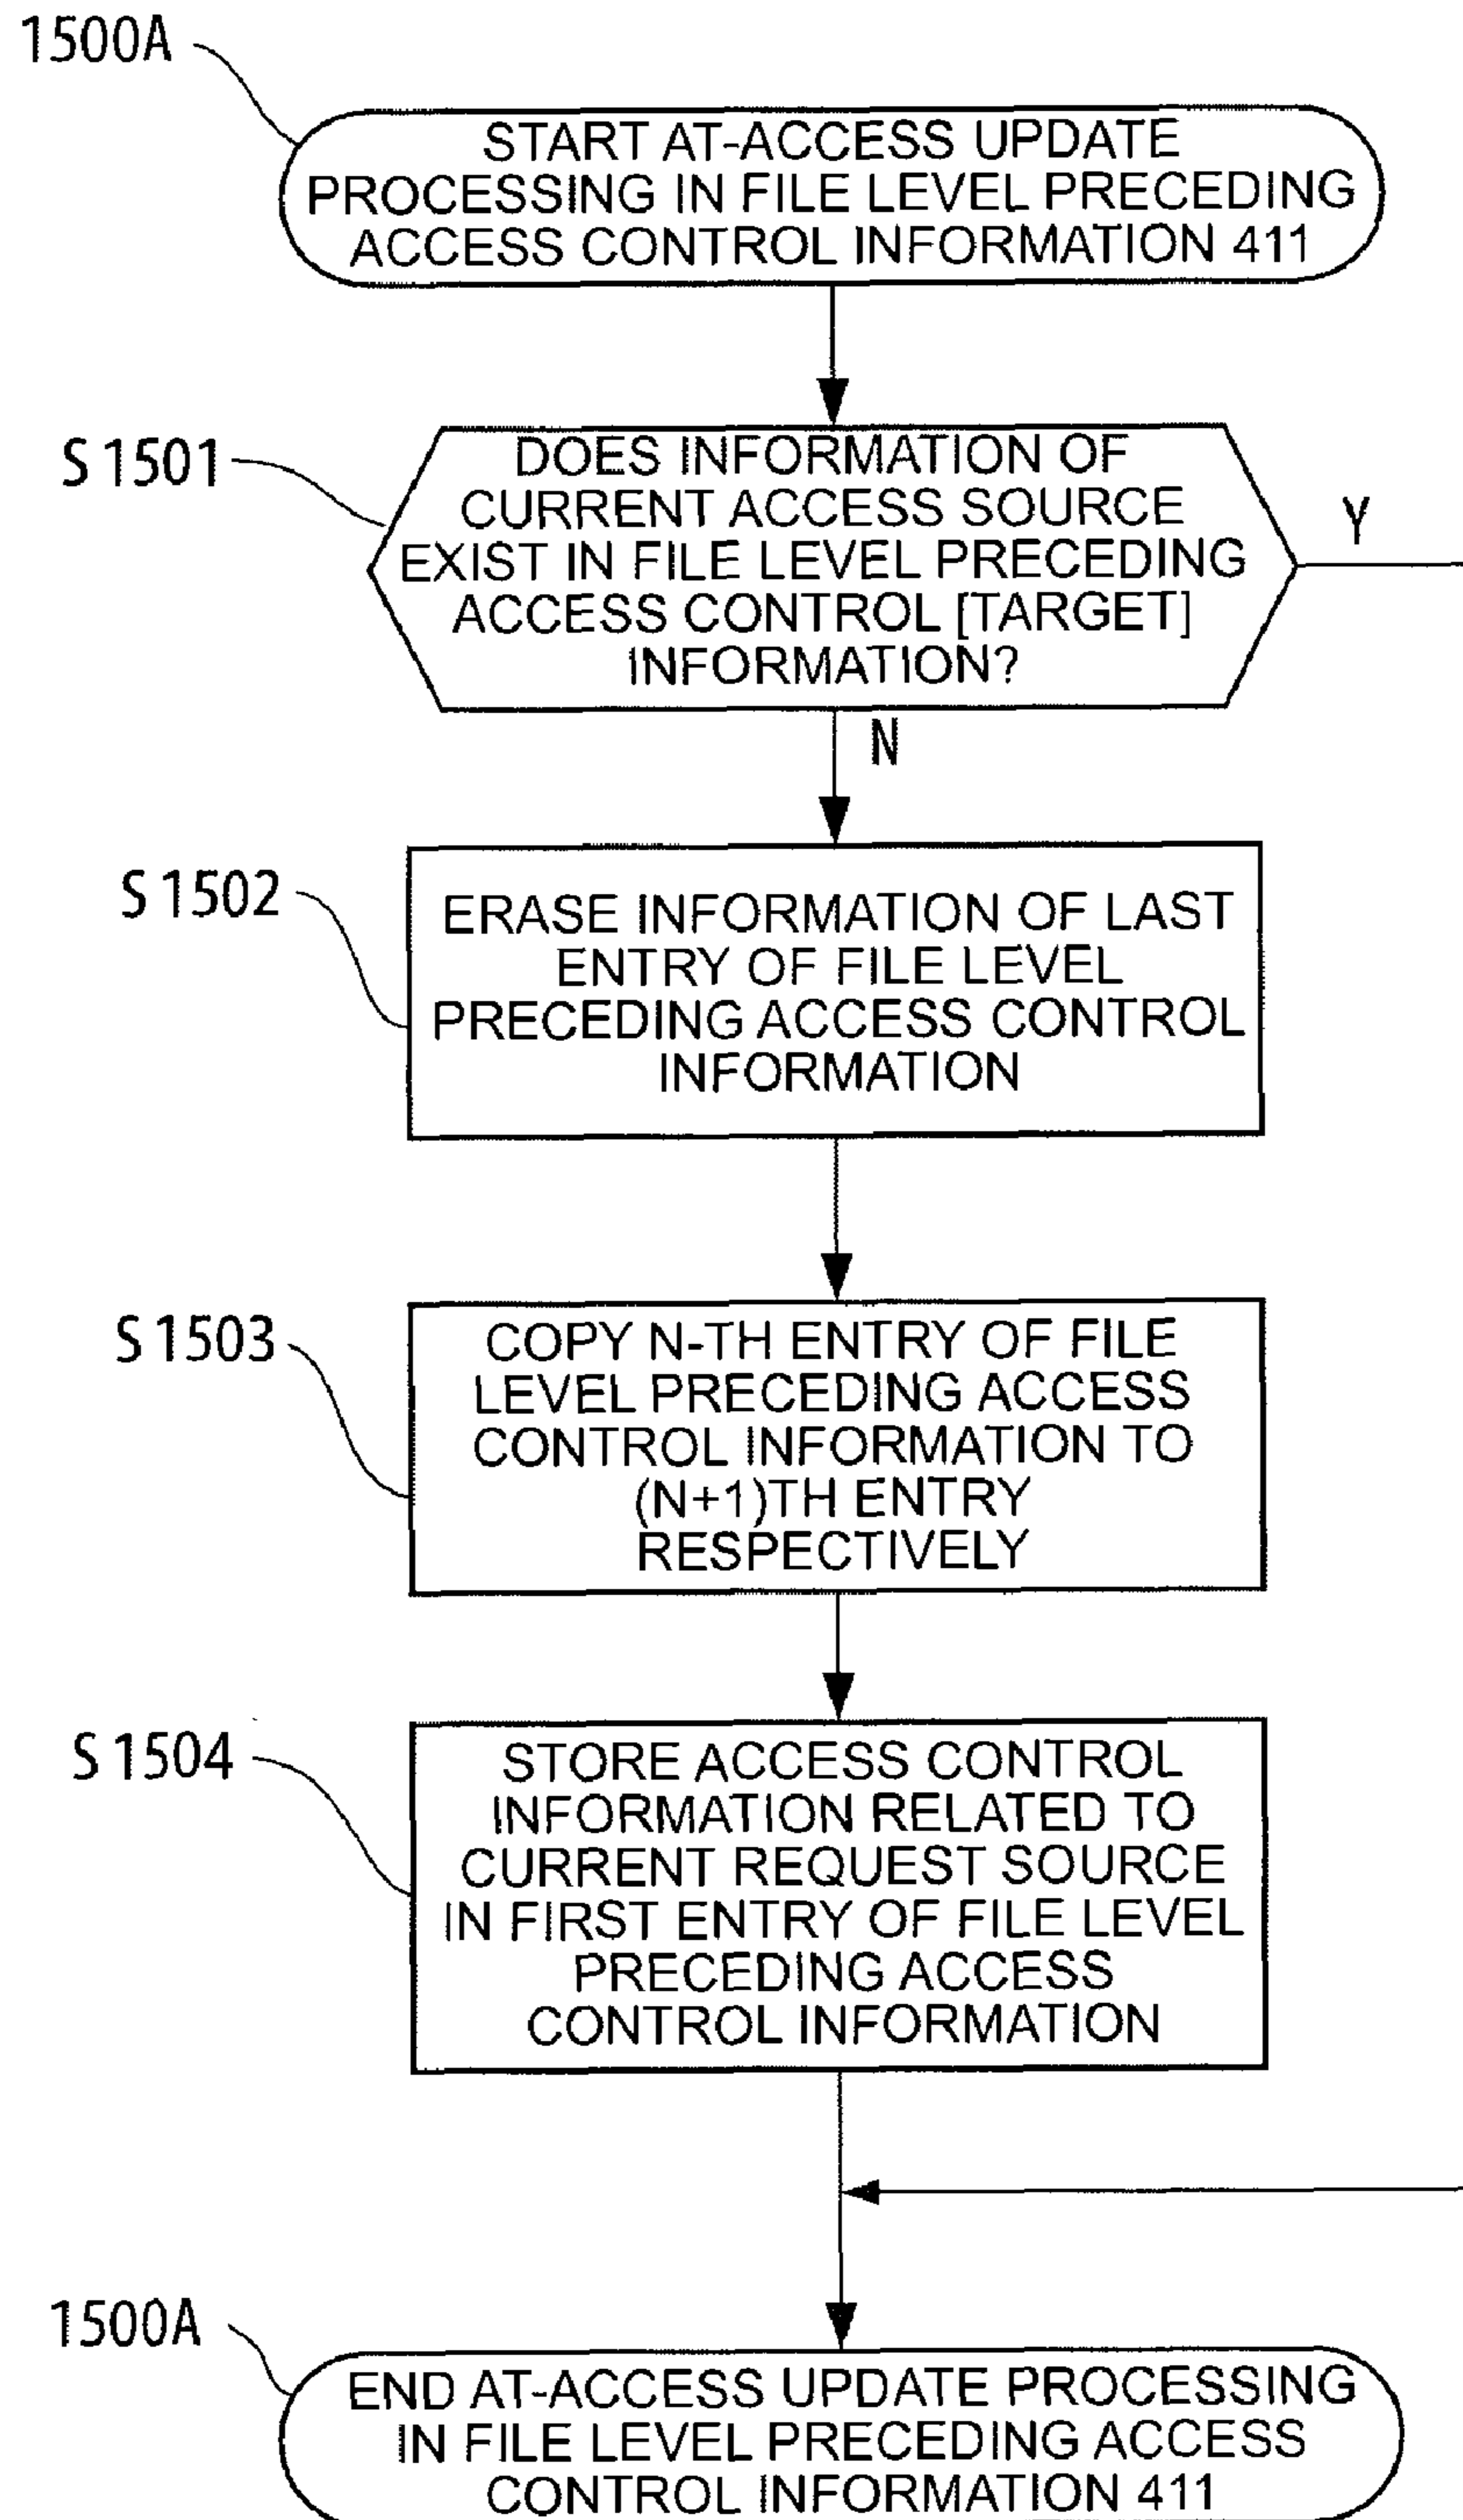 1500A
START AT-ACCESS UPDATE
PROCESSING IN FILE LEVEL PRECEDING
ACCESS CONTROL INFORMATION 411
S1501
DOES INFORMATION OF
CURRENT ACCESS SOURCE
EXIST IN FILE LEVEL PRECEDING
ACCESS CONTROL [TARGET]
INFORMATION?
Y
N
S1502
ERASE INFORMATION OF LAST
ENTRY OF FILE LEVEL
PRECEDING ACCESS CONTROL
INFORMATION
S1503
COPY N-TH ENTRY OF FILE
LEVEL PRECEDING ACCESS
CONTROL INFORMATION TO
(N+1)TH ENTRY
RESPECTIVELY
S1504
STORE ACCESS CONTROL
INFORMATION RELATED TO
CURRENT REQUEST SOURCE
IN FIRST ENTRY OF FILE LEVEL
PRECEDING ACCESS
CONTROL INFORMATION
1500A
END AT-ACCESS UPDATE PROCESSING
IN FILE LEVEL PRECEDING ACCESS
CONTROL INFORMATION 411